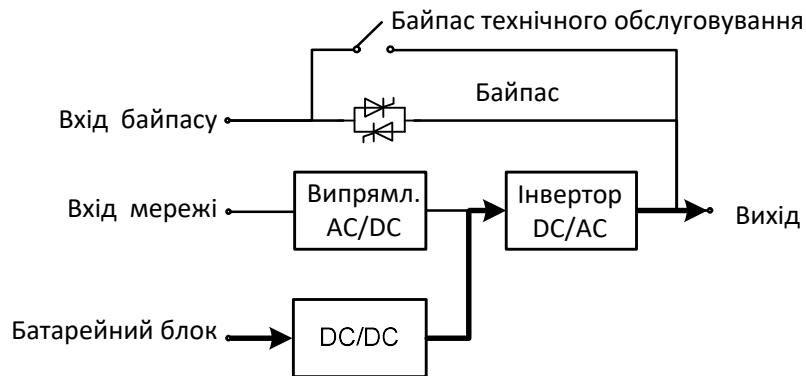 Байпас технічного обслуговування
Байпас
Вхід байпасу
Вхід мережі
Випрямл.
AC/DC
Інвертор
DC/AC
Вихід
Батарейний блок
DC/DC